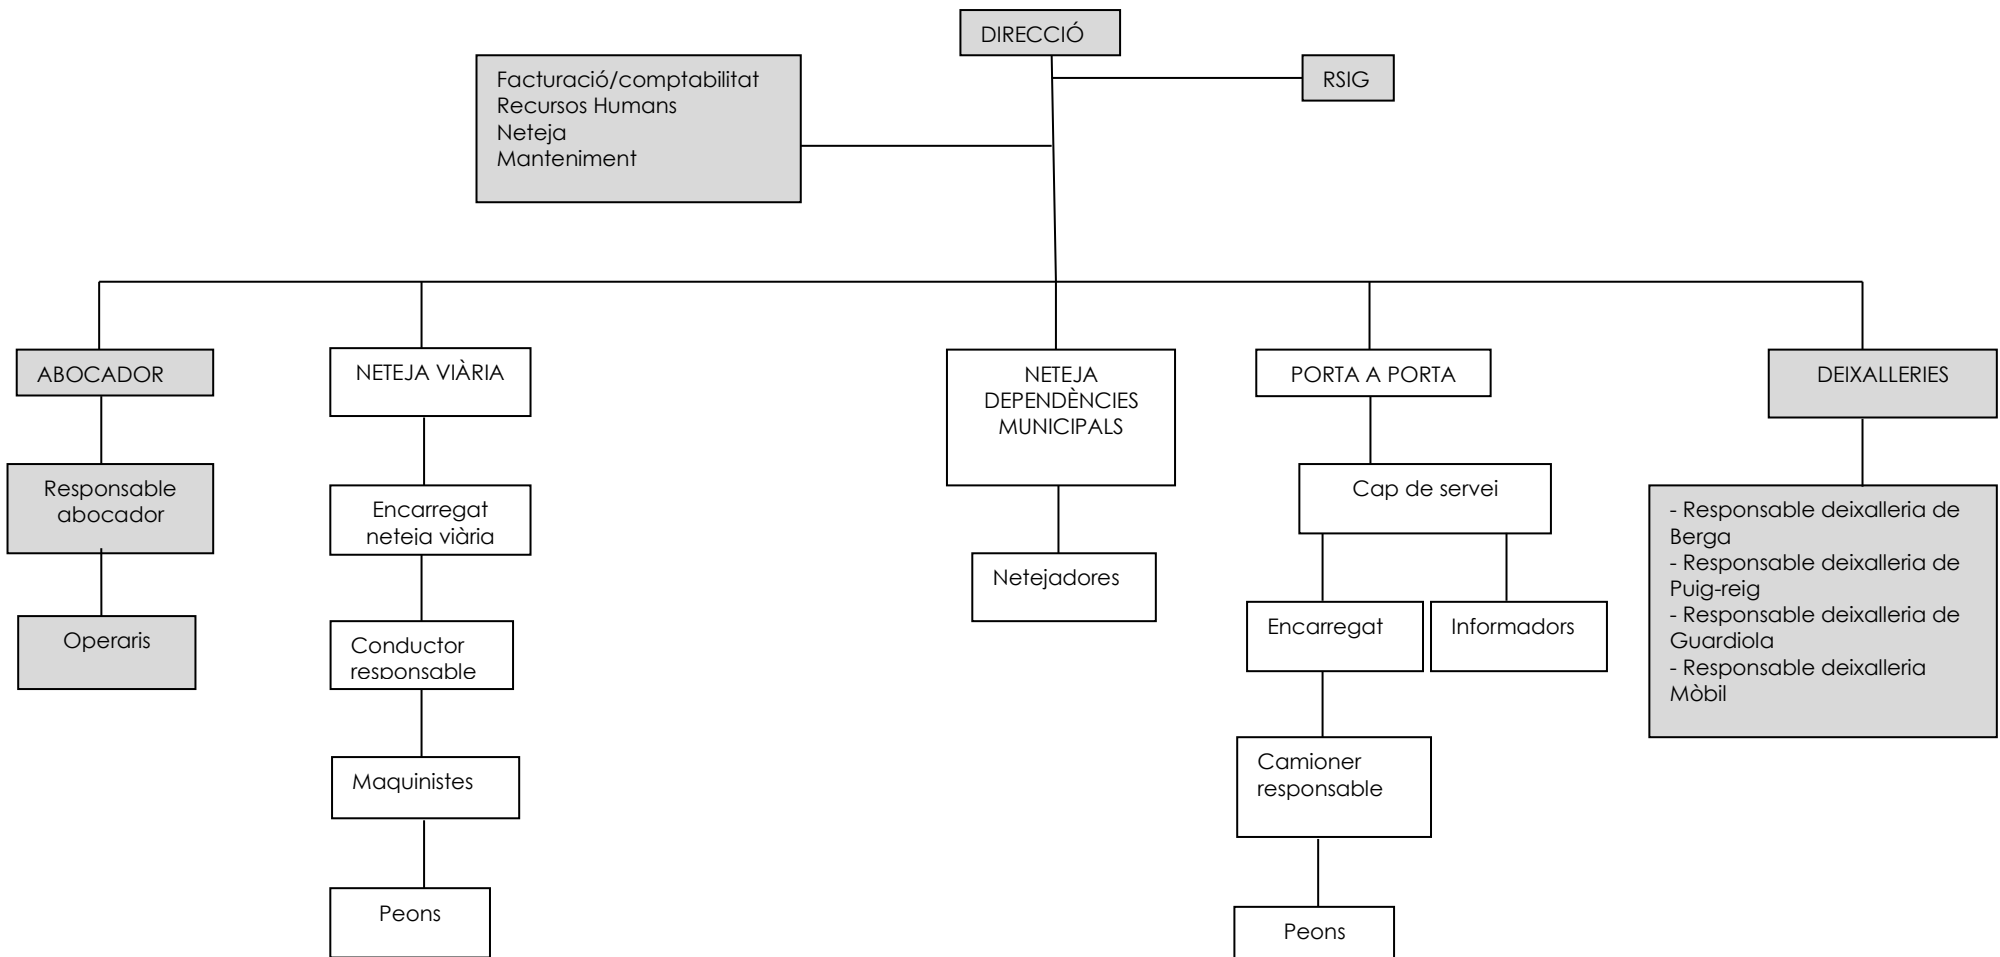 DIRECCIÓ
Facturació/comptabilitat
Recursos Humans
Neteja
Manteniment
RSIG
ABOCADOR
Responsable
abocador
Operaris
NETEJA VIÀRIA
Encarregat
neteja viària
Conductor
responsable
Maquinistes
Peons
NETEJA
DEPENDÈNCIES
MUNICIPALS
Netejadores
PORTA A PORTA
Cap de servei
Encarregat
Informadors
Camioner
responsable
Peons
DEIXALLERIES
- Responsable deixalleria de
Berga
- Responsable deixalleria de
Puig-reig
- Responsable deixalleria de
Guardiola
- Responsable deixalleria
Mòbil